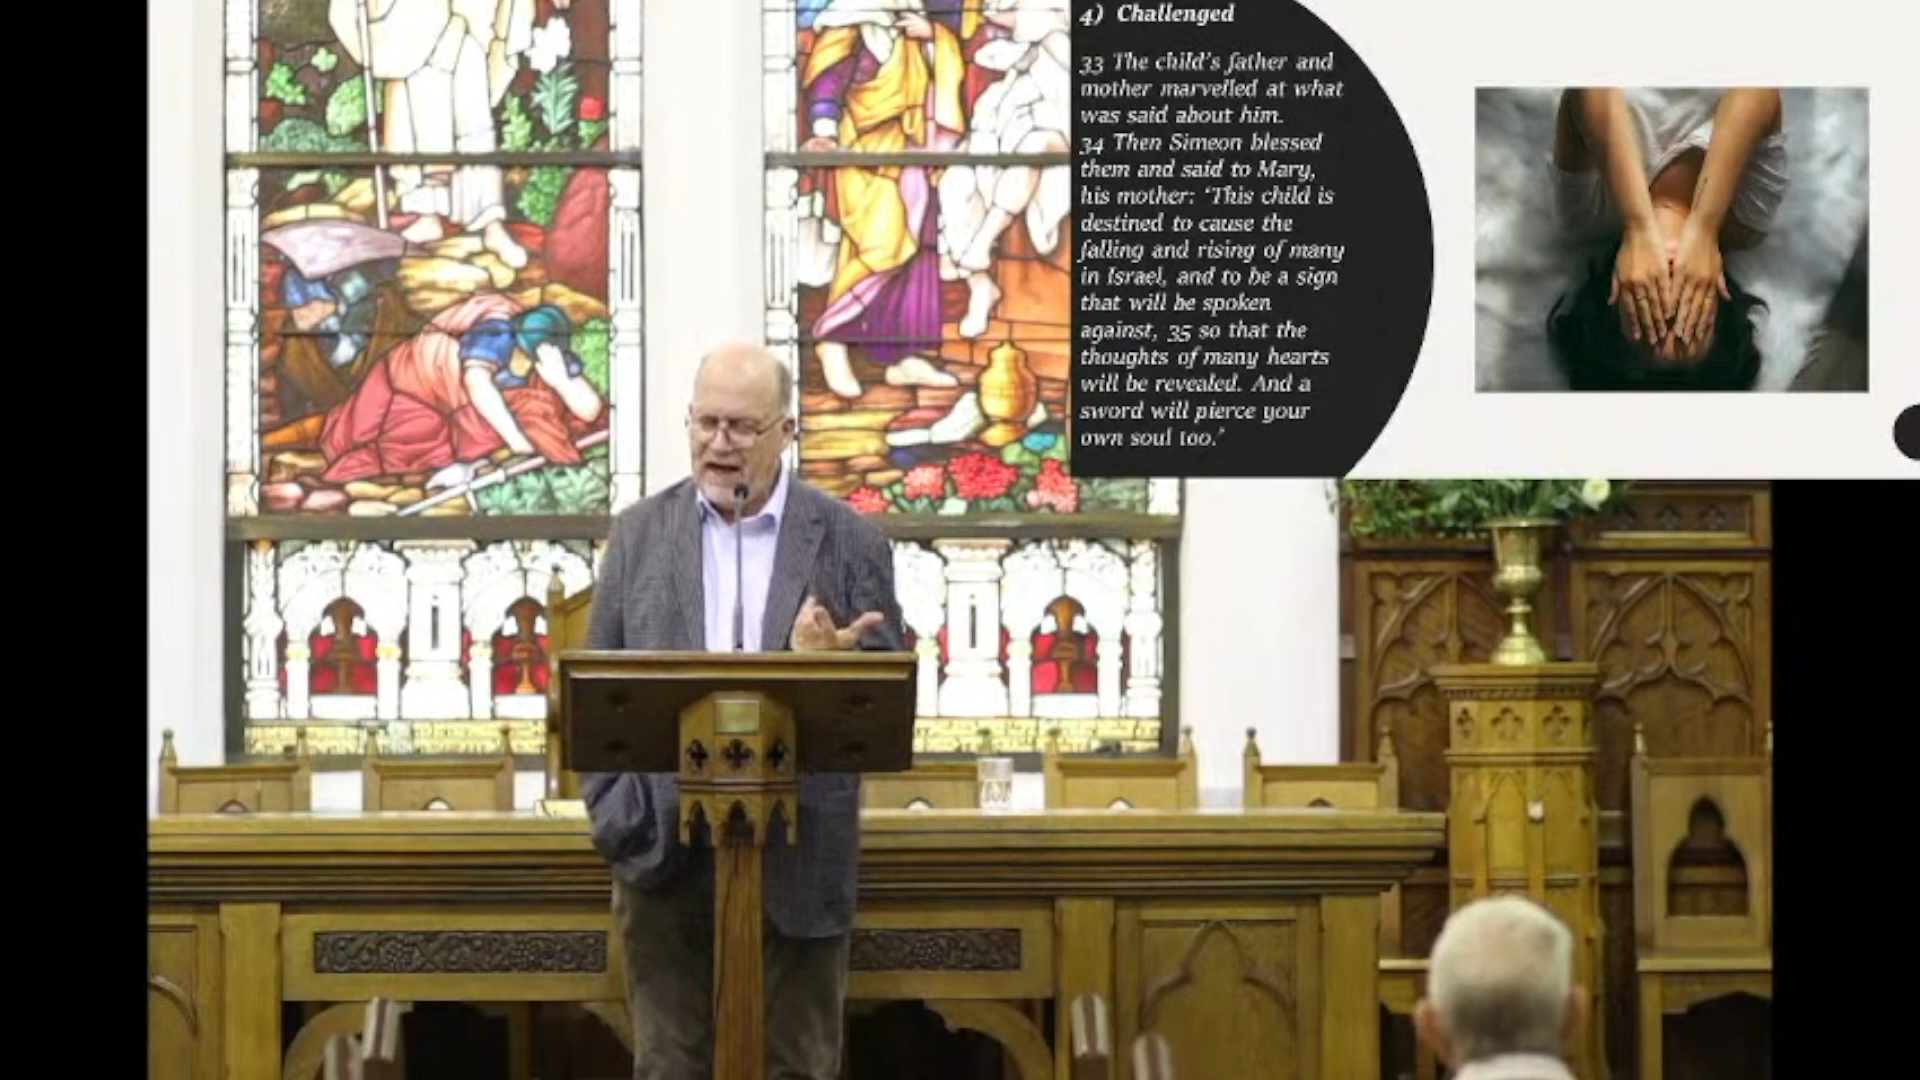 4) Challenged
33 The child's father and
mother marvelled at what
was said about him.
34 Then Simeon blessed
them and said to Mary,
his mother: 'This child is
destined to cause the
falling and rising of many
in Israel, and to be a sign
that will be spoken
against, 35 so that the
thoughts of many hearts
will be revealed. And a
sword will pierce your
own soul too.'